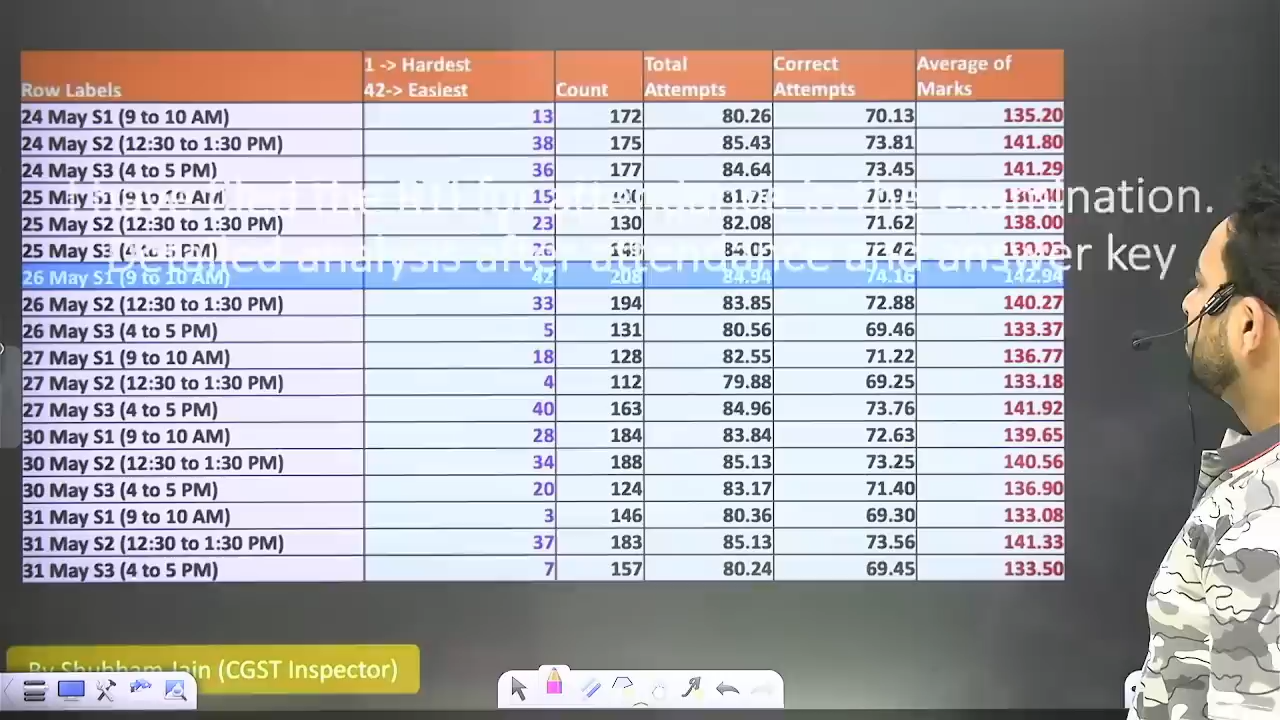 Row Labels 1 -> Hardest 42-> Easiest Count Total Attempts Correct Attempts Average of Marks
24 May S1 (9 to 10 AM) 13 172 80.26 70.13 135.20
24 May S2 (12:30 to 1:30 PM) 38 175 85.43 73.81 141.80
24 May S3 (4 to 5 PM) 36 177 84.64 73.45 141.29
25 May S1 (9 to 10 AM) 15
the examination.
25 May S2 (12:30 to 1:30 PM) 23 130 82.08 71.62 138.00
25 May S3 (4 to 5 PM) 26 84.05 72.42
Detailed analysis after attendance and answer key
26 May S1 (9 to 10 AM) 42 208 84.94 74.16 142.94
26 May S2 (12:30 to 1:30 PM) 33 194 83.85 72.88 140.27
26 May S3 (4 to 5 PM) 5 131 80.56 69.46 133.37
27 May S1 (9 to 10 AM) 18 128 82.55 71.22 136.77
27 May S2 (12:30 to 1:30 PM) 4 112 79.88 69.25 133.18
27 May S3 (4 to 5 PM) 40 163 84.96 73.76 141.92
30 May S1 (9 to 10 AM) 28 184 83.84 72.63 139.65
30 May S2 (12:30 to 1:30 PM) 34 188 85.13 73.25 140.56
30 May S3 (4 to 5 PM) 20 124 83.17 71.40 136.90
31 May S1 (9 to 10 AM) 3 146 80.36 69.30 133.08
31 May S2 (12:30 to 1:30 PM) 37 183 85.13 73.56 141.33
31 May S3 (4 to 5 PM) 7 157 80.24 69.45 133.50
By Shubham Jain (CGST Inspector)